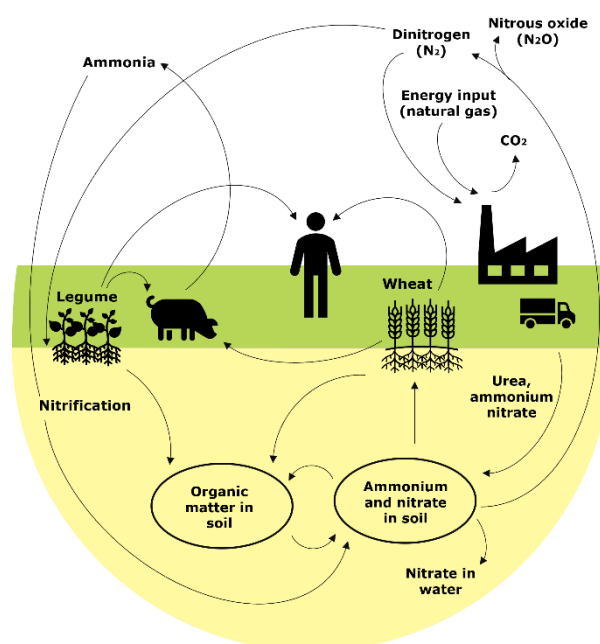 Nitrous oxide
(N₂O)
Dinitrogen
(N₂)
Ammonia
Energy input
(natural gas)
CO₂
Legume
Wheat
Nitrification
Urea,
ammonium
nitrate
Organic
matter in
soil
Ammonium
and nitrate
in soil
Nitrate in
water